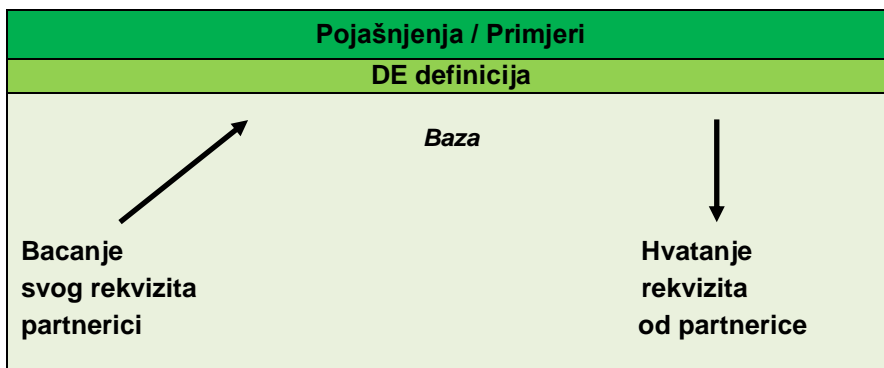 Pojašnjenja / Primjeri
DE definicija
Baza
Bacanje
svog rekvizita
partnerici
Hvatanje
rekvizita
od partnerice